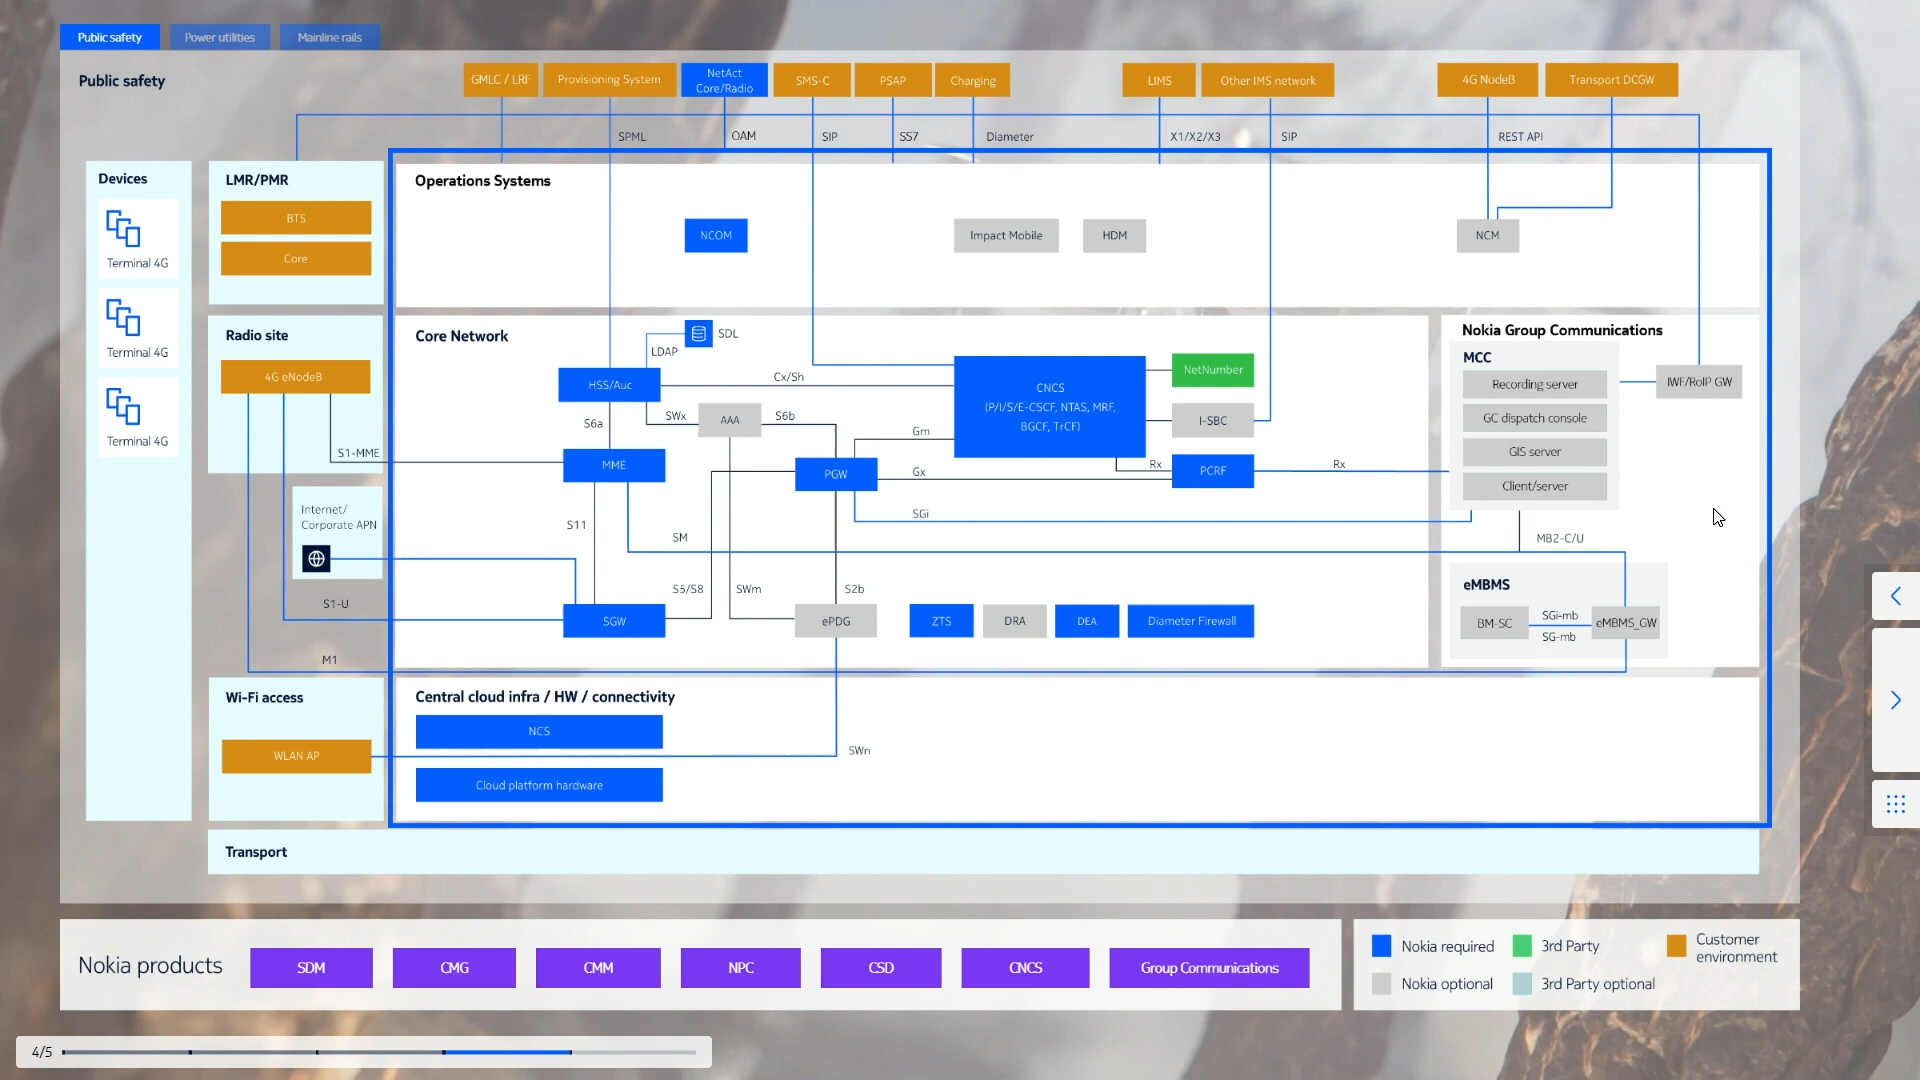 Public safety
Power utilities
Mainline rails
Public safety
GMLC / LRF
Provisioning System
NetAct
Core/Radio
SMS-C
PSAP
Charging
LIMS
Other IMS network
4G NodeB
Transport DCGW
SPML
OAM
SIP
SS7
Diameter
X1/X2/X3
SIP
REST API
Devices
Terminal 4G
Terminal 4G
Terminal 4G
LMR/PMR
BTS
Core
Operations Systems
NCOM
Impact Mobile
HDM
NCM
Radio site
4G eNodeB
S1-MME
Internet/
Corporate APN
S1-U
M1
Core Network
SDL
LDAP
HSS/Auc
Cx/Sh
CNCS
(P/I/S/E-CSCF, NTAS, MRF,
BGCF, TrCF)
NetNumber
I-SBC
S6a
SWx
AAA
S6b
Gm
MME
PGW
Gx
Rx
PCRF
Rx
SGi
S11
SM
S5/S8
SWm
S2b
SGW
ePDG
ZTS
DRA
DEA
Diameter Firewall
Nokia Group Communications
MCC
Recording server
GC dispatch console
GIS server
Client/server
IWF/RoIP GW
MB2-C/U
eMBMS
BM-SC
SGi-mb
SG-mb
eMBMS_GW
Wi-Fi access
WLAN AP
Central cloud infra / HW / connectivity
NCS
Cloud platform hardware
SWn
Transport
Nokia products
SDM
CMG
CMM
NPC
CSD
CNCS
Group Communications
Nokia required
3rd Party
Customer
environment
Nokia optional
3rd Party optional
4/5